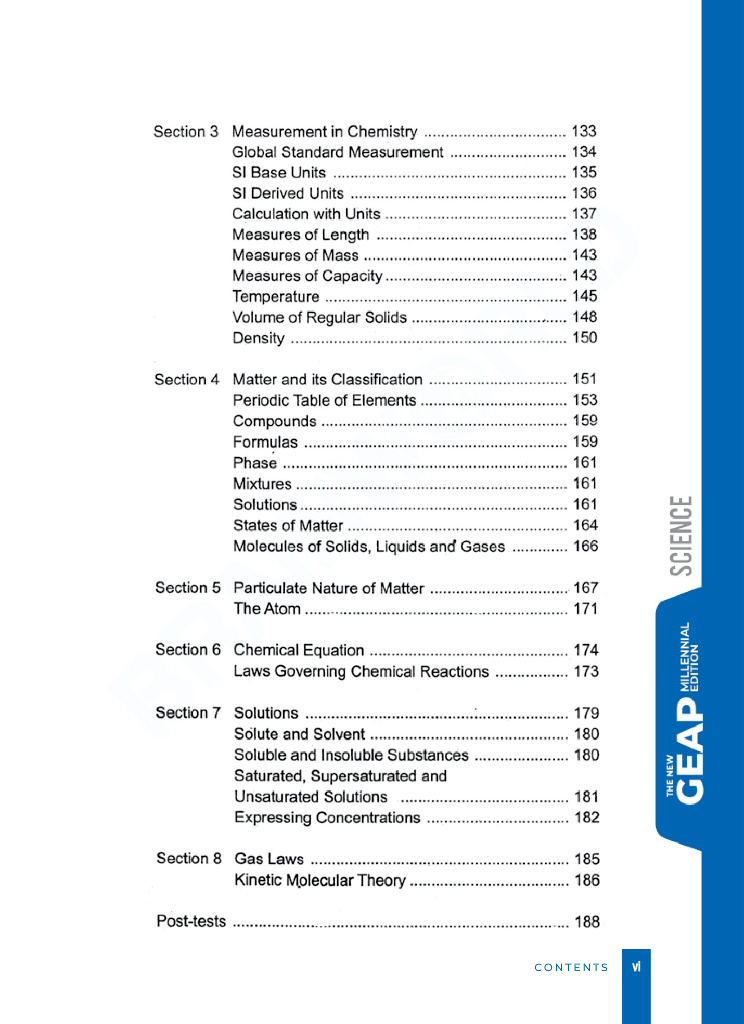 Section 3 Measurement in Chemistry ................................. 133
Global Standard Measurement ........................... 134
SI Base Units ...................................................... 135
SI Derived Units .................................................. 136
Calculation with Units .......................................... 137
Measures of Length ............................................ 138
Measures of Mass ............................................... 143
Measures of Capacity .......................................... 143
Temperature ........................................................ 145
Volume of Regular Solids .................................... 148
Density ................................................................ 150
Section 4 Matter and its Classification ................................ 151
Periodic Table of Elements .................................. 153
Compounds ......................................................... 159
Formulas ............................................................. 159
Phase .................................................................. 161
Mixtures ............................................................... 161
Solutions .............................................................. 161
States of Matter ................................................... 164
Molecules of Solids, Liquids and Gases ............. 166
Section 5 Particulate Nature of Matter ................................ 167
The Atom ............................................................. 171
Section 6 Chemical Equation .............................................. 174
Laws Governing Chemical Reactions ................. 173
Section 7 Solutions ............................................................. 179
Solute and Solvent .............................................. 180
Soluble and Insoluble Substances ...................... 180
Saturated, Supersaturated and
Unsaturated Solutions ....................................... 181
Expressing Concentrations ................................. 182
Section 8 Gas Laws ............................................................ 185
Kinetic Molecular Theory ..................................... 186
Post-tests .............................................................................. 188
SCIENCE
THE NEW
GEAP
MILLENNIAL
EDITION
CONTENTS vi